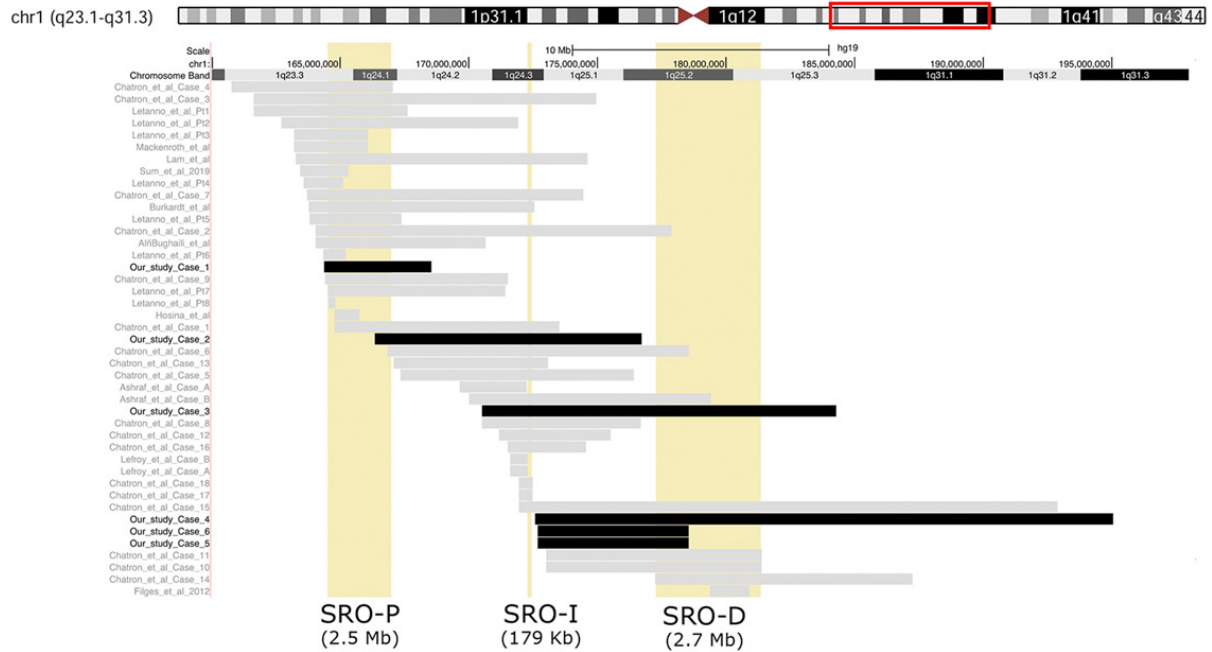 chr1 (q23.1-q31.3) 1p31.1 1q12 1q41 q43 44
Scale 10 Mb hg19
chr1: 165,000,000 170,000,000 175,000,000 180,000,000 185,000,000 190,000,000 195,000,000
Chromosome Band 1q23.3 1q24.1 1q24.2 1q24.3 1q25.1 1q25.2 1q25.3 1q31.1 1q31.2 1q31.3
Chatron_et_al_Case_4
Chatron_et_al_Case_3
Letanno_et_al_Pt1
Letanno_et_al_Pt2
Letanno_et_al_Pt3
Mackenroth_et_al
Lam_et_al
Sum_et_al_2019
Letanno_et_al_Pt4
Chatron_et_al_Case_7
Burkardt_et_al
Letanno_et_al_Pt5
Chatron_et_al_Case_2
Letanno_et_al_Pt6
Our_study_Case_1
Chatron_et_al_Case_9
Letanno_et_al_Pt7
Letanno_et_al_Pt8
Hosina_et_al
Chatron_et_al_Case_1
Our_study_Case_2
Chatron_et_al_Case_6
Chatron_et_al_Case_13
Chatron_et_al_Case_5
Ashraf_et_al_Case_A
Ashraf_et_al_Case_B
Our_study_Case_3
Chatron_et_al_Case_8
Chatron_et_al_Case_12
Chatron_et_al_Case_16
Lefroy_et_al_Case_B
Lefroy_et_al_Case_A
Chatron_et_al_Case_18
Chatron_et_al_Case_17
Chatron_et_al_Case_15
Our_study_Case_4
Our_study_Case_6
Our_study_Case_5
Chatron_et_al_Case_11
Chatron_et_al_Case_10
Chatron_et_al_Case_14
Filges_et_al_2012
SRO-P SRO-I SRO-D
(2.5 Mb) (179 Kb) (2.7 Mb)